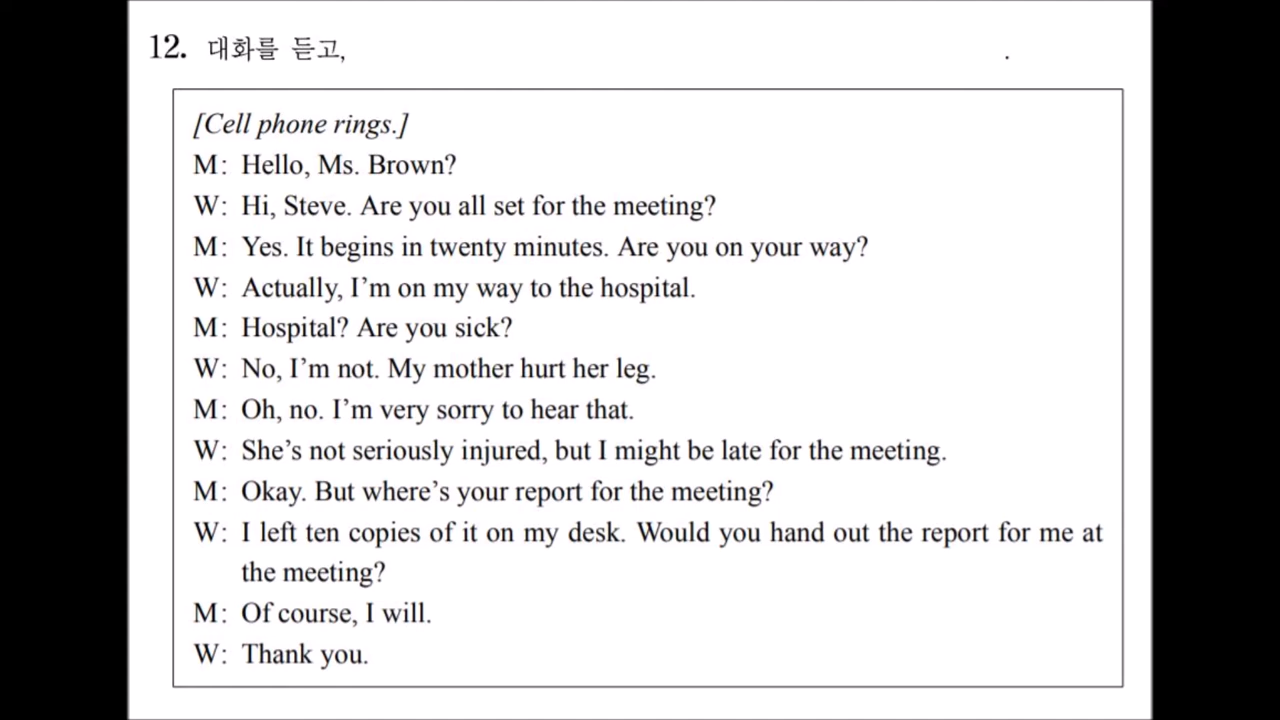 12. 대화를 듣고, .
[Cell phone rings.]
M: Hello, Ms. Brown?
W: Hi, Steve. Are you all set for the meeting?
M: Yes. It begins in twenty minutes. Are you on your way?
W: Actually, I’m on my way to the hospital.
M: Hospital? Are you sick?
W: No, I’m not. My mother hurt her leg.
M: Oh, no. I’m very sorry to hear that.
W: She’s not seriously injured, but I might be late for the meeting.
M: Okay. But where’s your report for the meeting?
W: I left ten copies of it on my desk. Would you hand out the report for me at
the meeting?
M: Of course, I will.
W: Thank you.